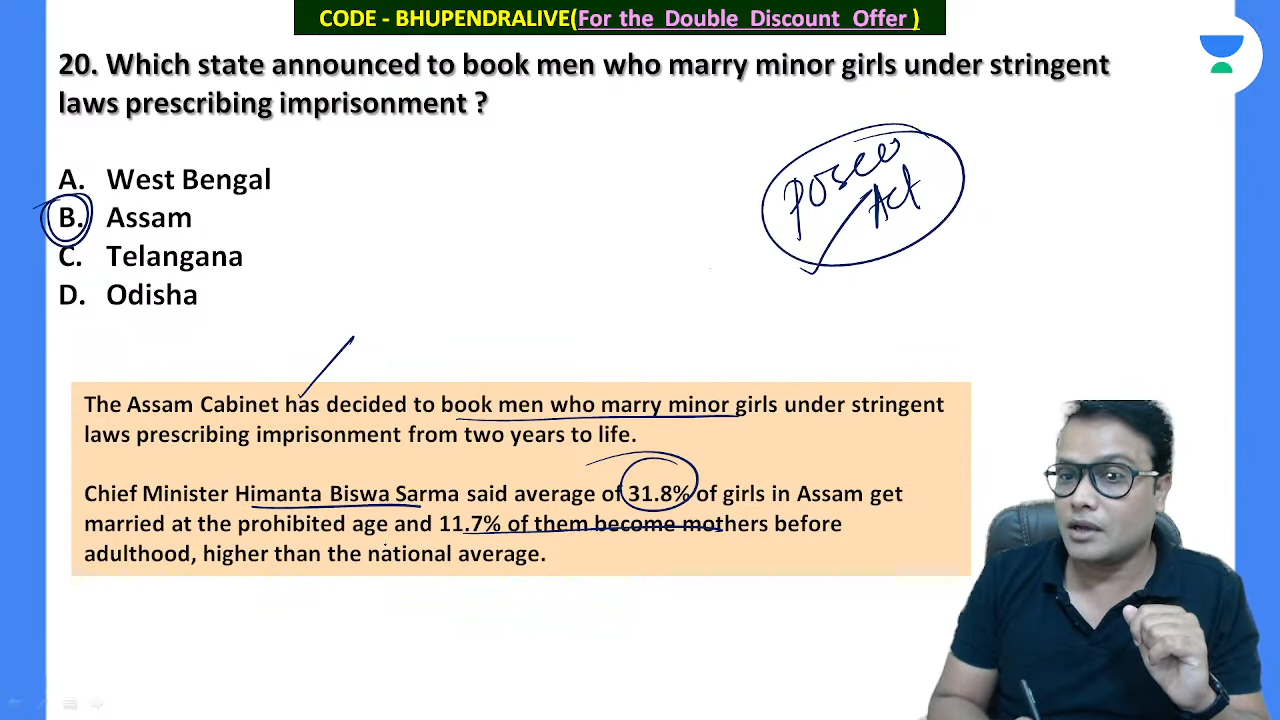 CODE - BHUPENDRALIVE(For the Double Discount Offer )
20. Which state announced to book men who marry minor girls under stringent
laws prescribing imprisonment ?
A. West Bengal
B. Assam
C. Telangana
D. Odisha
Posco
Act
The Assam Cabinet has decided to book men who marry minor girls under stringent
laws prescribing imprisonment from two years to life.
Chief Minister Himanta Biswa Sarma said average of 31.8% of girls in Assam get
married at the prohibited age and 11.7% of them become mothers before
adulthood, higher than the national average.